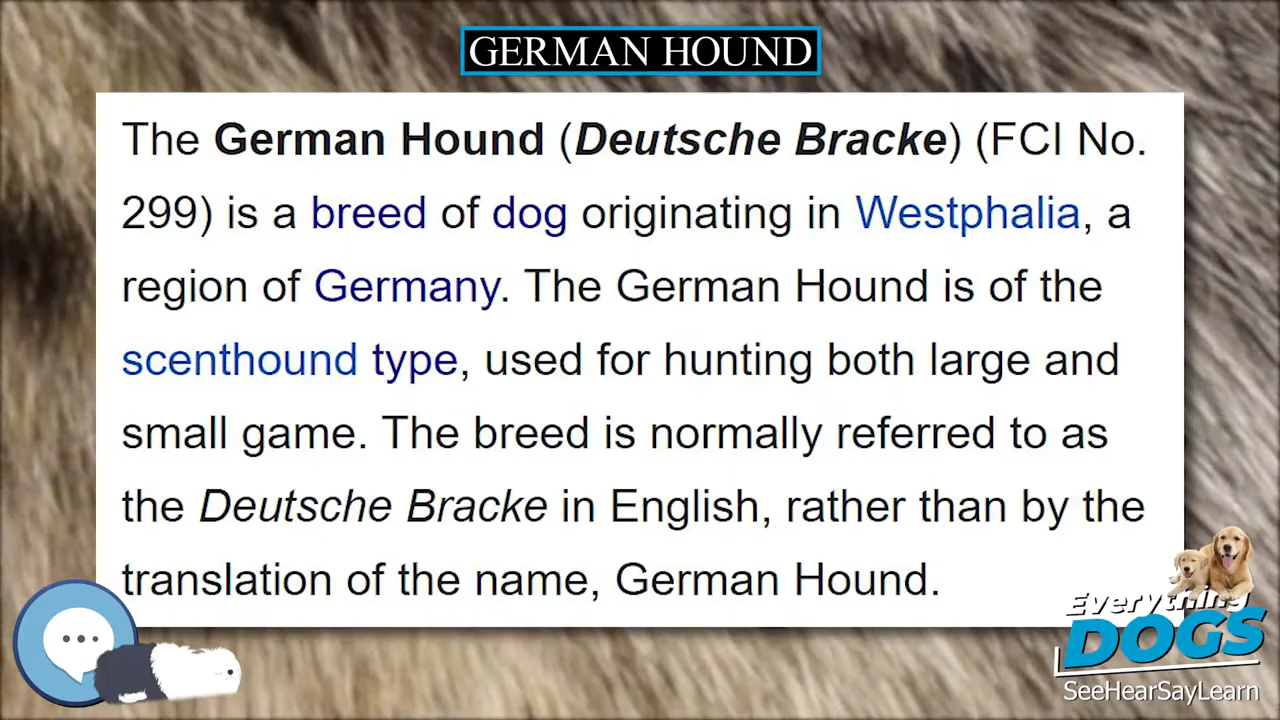 GERMAN HOUND
The German Hound (Deutsche Bracke) (FCI No.
299) is a breed of dog originating in Westphalia, a
region of Germany. The German Hound is of the
scenthound type, used for hunting both large and
small game. The breed is normally referred to as
the Deutsche Bracke in English, rather than by the
translation of the name, German Hound.
Everything
DOGS
SeeHearSayLearn